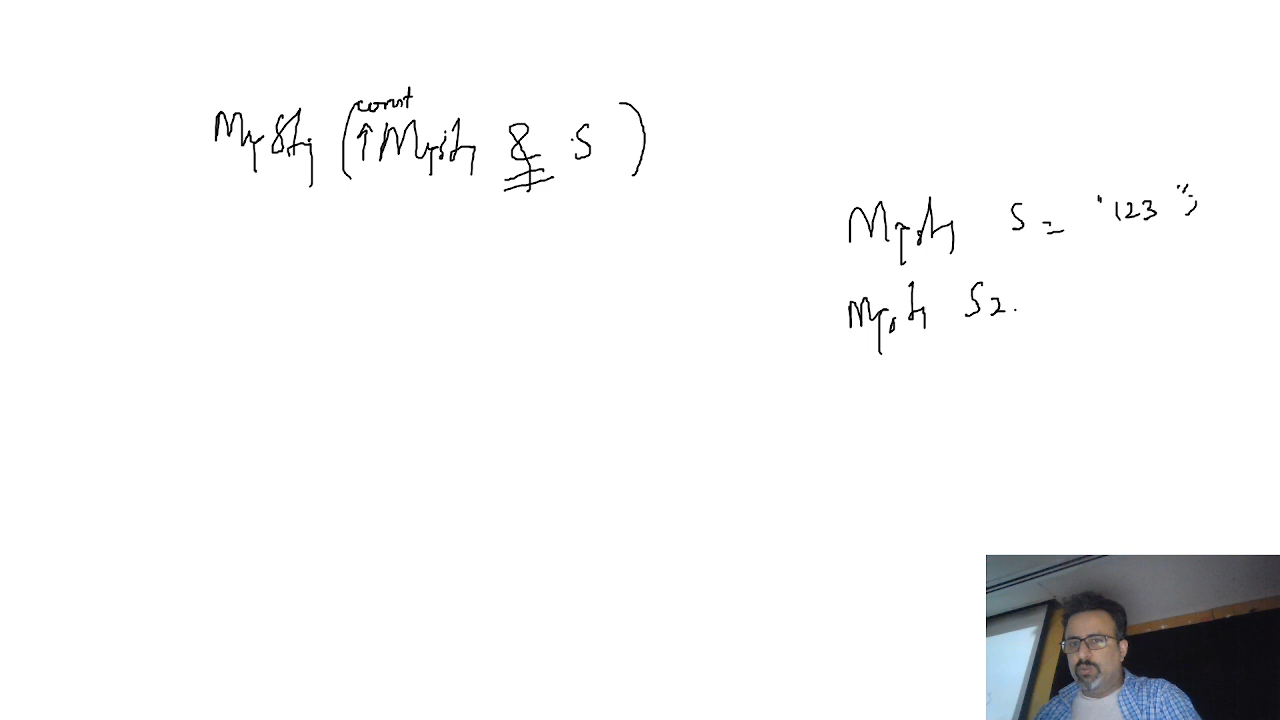 const
MyString (↑MyString & s)
MyString s = "123";
MyString s2.